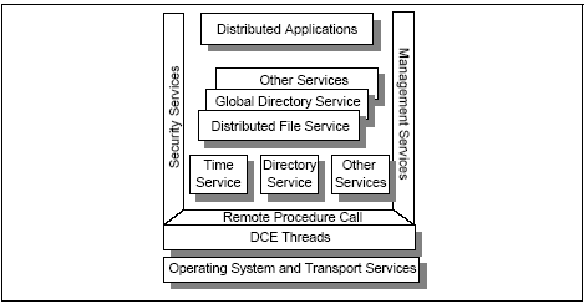 Distributed Applications
Security Services
Management Services
Other Services
Global Directory Service
Distributed File Service
Time
Service
Directory
Service
Other
Services
Remote Procedure Call
DCE Threads
Operating System and Transport Services